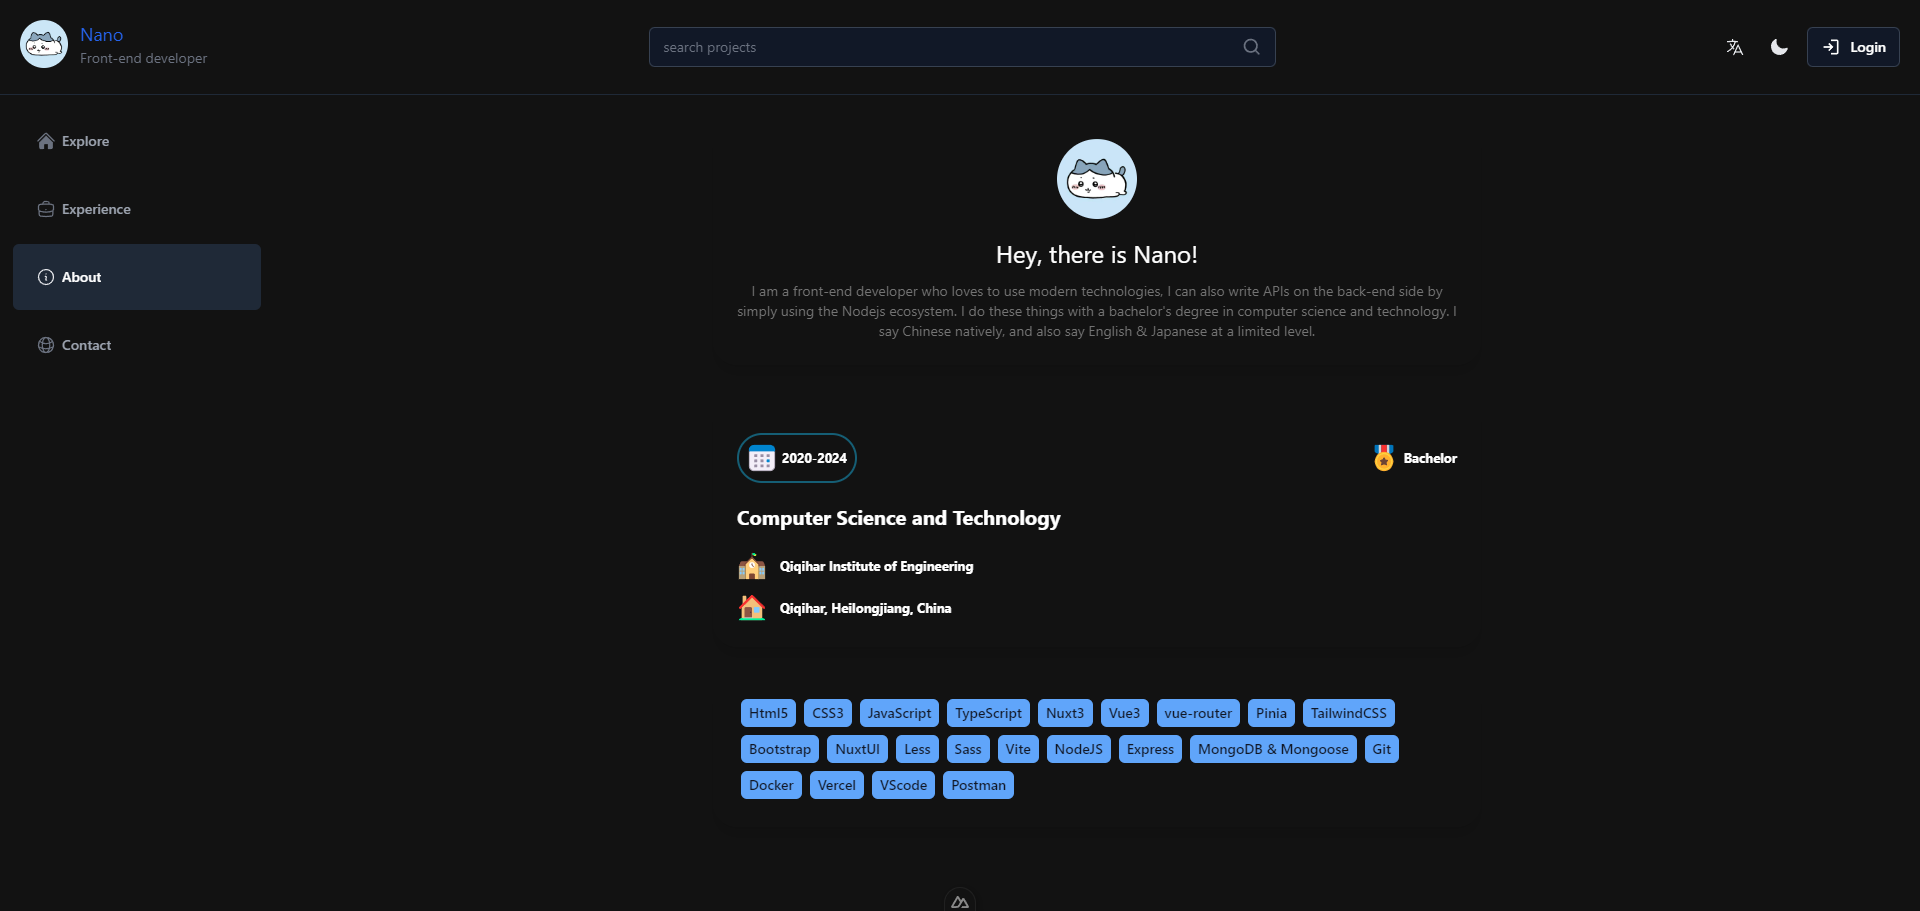 Nano
Front-end developer
search projects
Login
Explore
Experience
About
Contact
Hey, there is Nano!
I am a front-end developer who loves to use modern technologies, I can also write APIs on the back-end side by
simply using the Nodejs ecosystem. I do these things with a bachelor's degree in computer science and technology. I
say Chinese natively, and also say English & Japanese at a limited level.
2020-2024
Bachelor
Computer Science and Technology
Qiqihar Institute of Engineering
Qiqihar, Heilongjiang, China
Html5 CSS3 JavaScript TypeScript Nuxt3 Vue3 vue-router Pinia TailwindCSS
Bootstrap NuxtUI Less Sass Vite NodeJS Express MongoDB & Mongoose Git
Docker Vercel VScode Postman